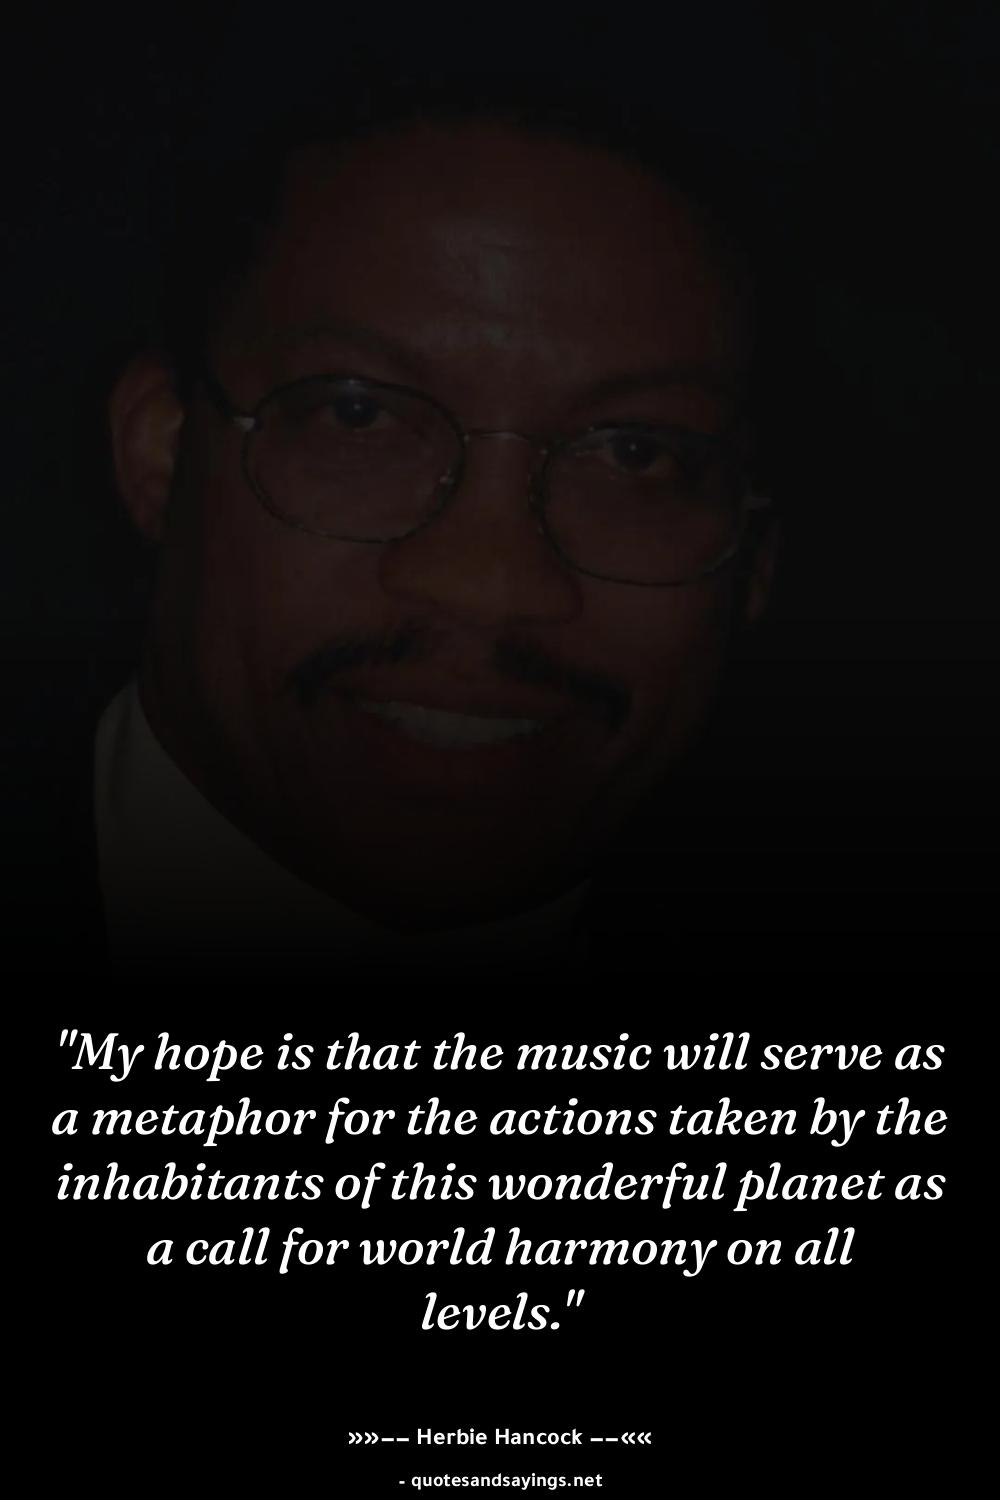 "My hope is that the music will serve as
a metaphor for the actions taken by the
inhabitants of this wonderful planet as
a call for world harmony on all
levels."
»»–– Herbie Hancock ––««
- quotesandsayings.net